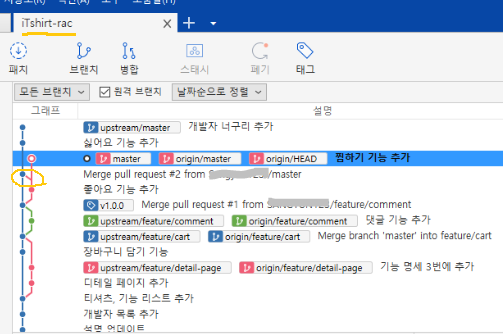 iTshirt-rac
패치 브랜치 병합 스태시 폐기 태그
모든 브랜치 원격 브랜치 날짜순으로 정렬
그래프 설명
upstream/master 개발자 너구리 추가
싫어요 기능 추가
master origin/master origin/HEAD 찜하기 기능 추가
Merge pull request #2 from /master
좋아요 기능 추가
v1.0.0 Merge pull request #1 from /feature/comment
upstream/feature/comment origin/feature/comment 댓글 기능 추가
upstream/feature/cart origin/feature/cart Merge branch 'master' into feature/cart
장바구니 담기 기능
upstream/feature/detail-page origin/feature/detail-page 기능 명세 3번에 추가
디테일 페이지 추가
티셔츠, 기능 리스트 추가
개발자 목록 추가
설명 업데이트